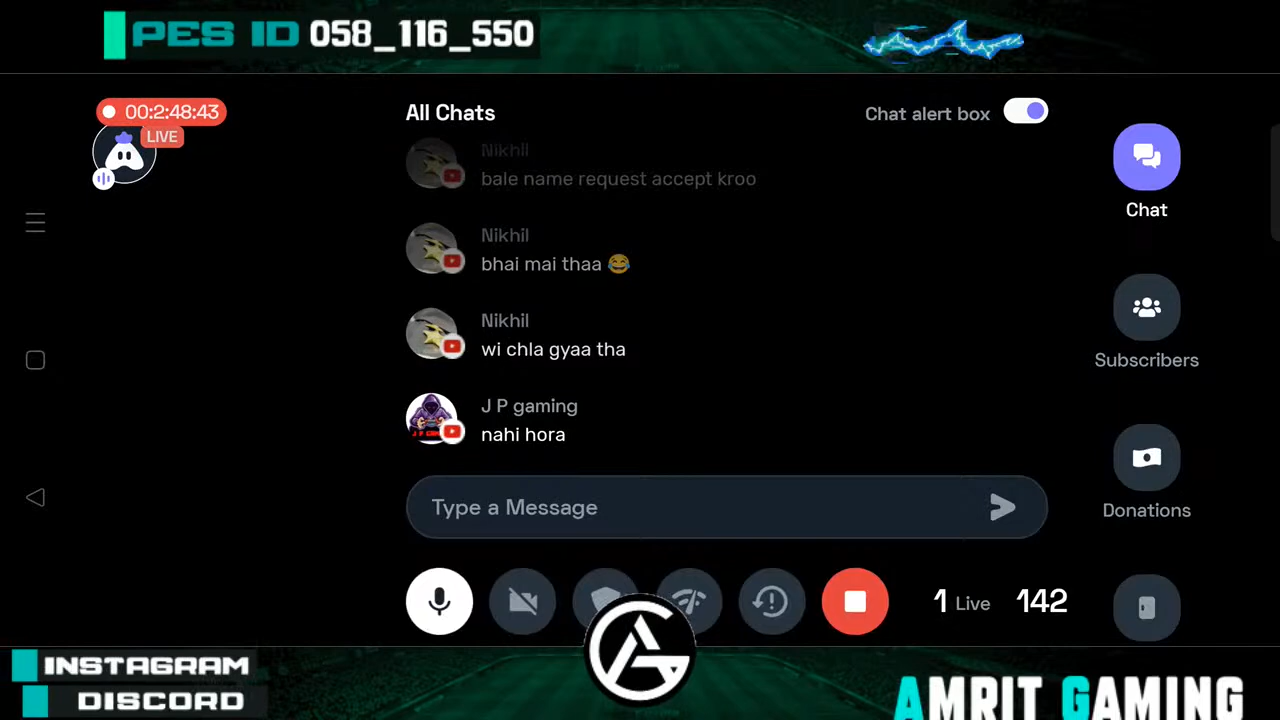 PES ID 058_116_550
00:2:48:43
LIVE
All Chats
Chat alert box
Nikhil
bale name request accept kroo
Nikhil
bhai mai thaa 😂
Nikhil
wi chla gyaa tha
J P gaming
nahi hora
Type a Message
Chat
Subscribers
Donations
1 Live 142
INSTAGRAM
DISCORD
AMRIT GAMING